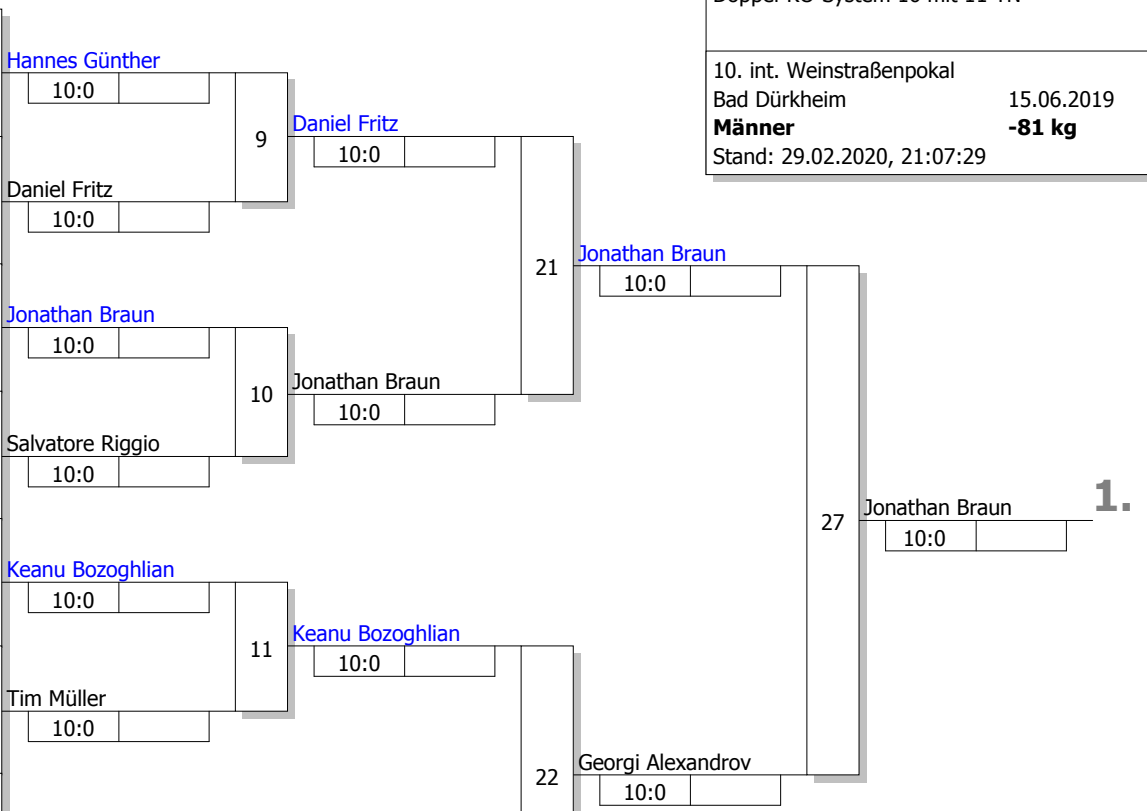 Doppel-KO-System 16 mit 11 TN
10. int. Weinstraßenpokal
Bad Dürkheim 15.06.2019
Männer -81 kg
Stand: 29.02.2020, 21:07:29
Hannes Günther
10:0
9
Daniel Fritz
10:0
Daniel Fritz
10:0
21
Jonathan Braun
10:0
Jonathan Braun
10:0
10
Jonathan Braun
10:0
Salvatore Riggio
10:0
27
Jonathan Braun
1.
10:0
Keanu Bozoghlian
10:0
11
Keanu Bozoghlian
10:0
Tim Müller
10:0
22
Georgi Alexandrov
10:0